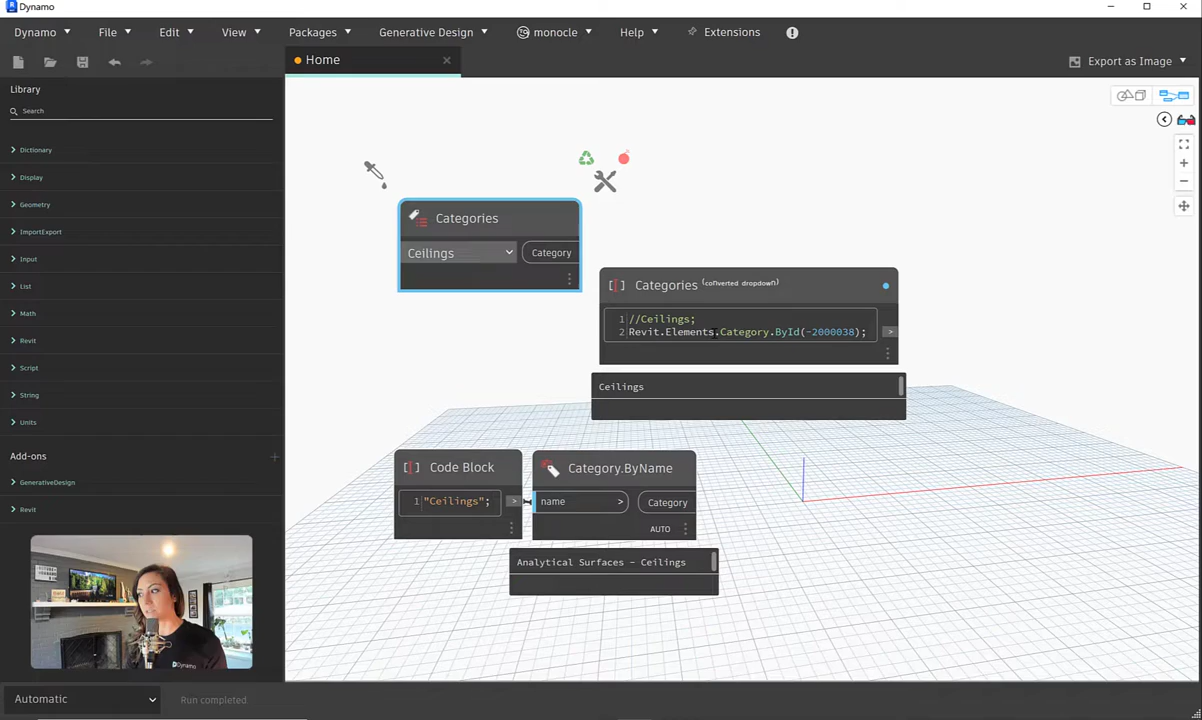 Dynamo
Dynamo File Edit View Packages Generative Design monocle Help Extensions
Home
Export as Image
Library
Search
Dictionary
Display
Geometry
ImportExport
Input
List
Math
Revit
Script
String
Units
Add-ons
GenerativeDesign
Revit
Categories
Ceilings
Category
Categories (converted dropdown)
1 //Ceilings;
2 Revit.Elements.Category.ById(-2000038);
>
Ceilings
Code Block
1 "Ceilings";
>
Category.ByName
name >
Category
AUTO
Analytical Surfaces - Ceilings
Dynamo
Automatic
Run completed.